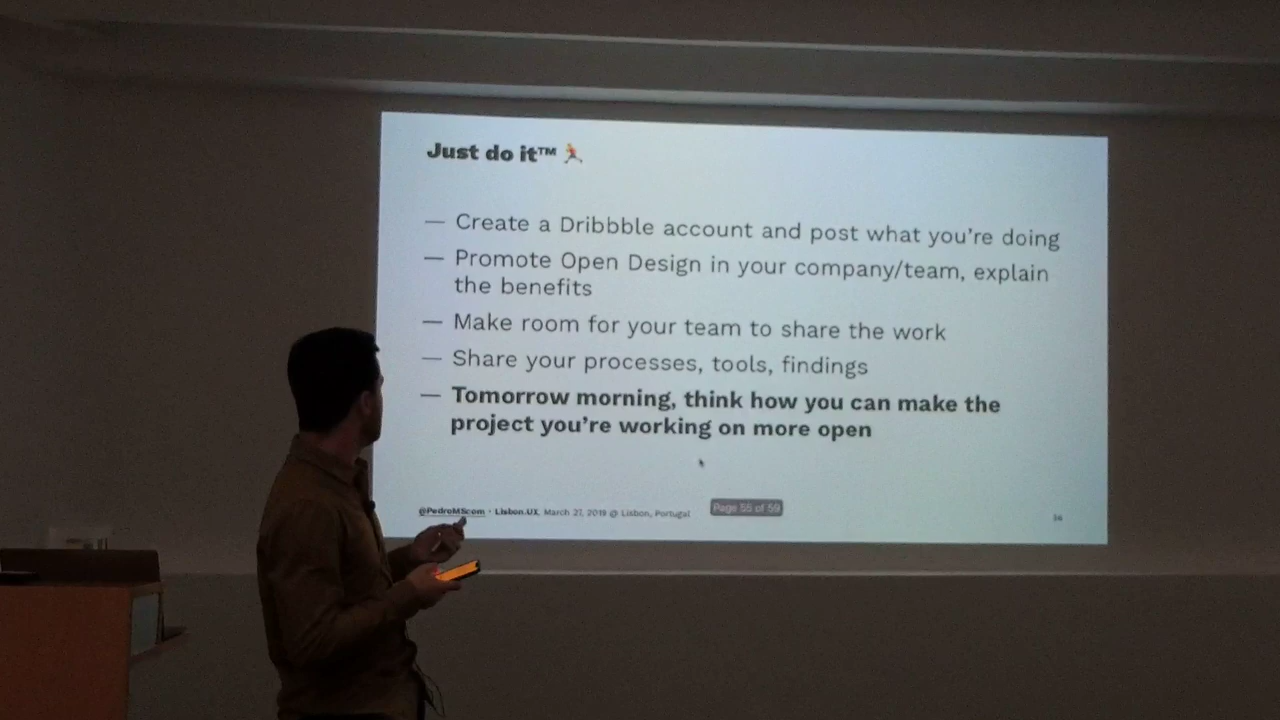 Just do it™ 🏃
— Create a Dribbble account and post what you're doing
— Promote Open Design in your company/team, explain
the benefits
— Make room for your team to share the work
— Share your processes, tools, findings
— Tomorrow morning, think how you can make the
project you're working on more open
@PedroMScom · Lisbon.UX, March 27, 2019 @ Lisbon, Portugal
Page 55 of 59